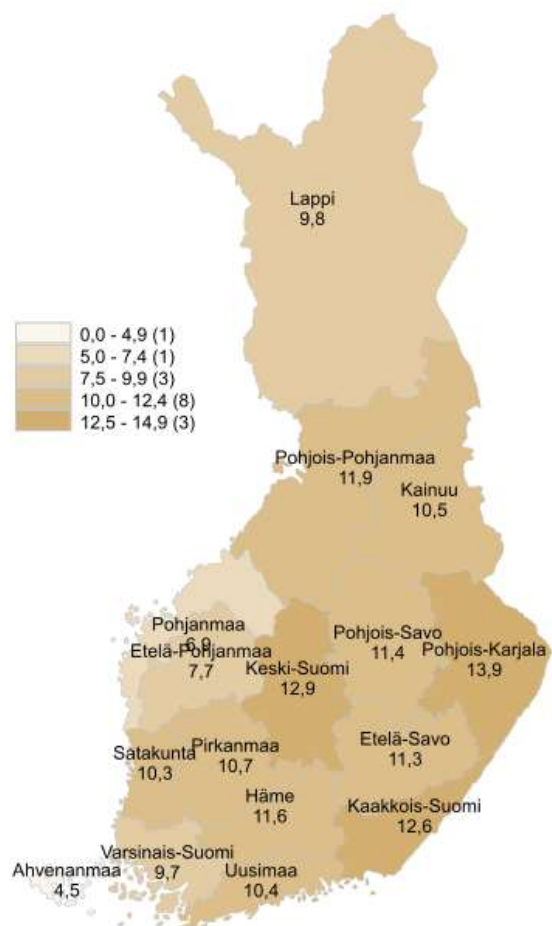 Lappi
9,8
0,0 - 4,9 (1)
5,0 - 7,4 (1)
7,5 - 9,9 (3)
10,0 - 12,4 (8)
12,5 - 14,9 (3)
Pohjois-Pohjanmaa
11,9
Kainuu
10,5
Pohjanmaa
6,9
Etelä-Pohjanmaa
7,7
Keski-Suomi
12,9
Pohjois-Savo
11,4
Pohjois-Karjala
13,9
Satakunta
10,3
Pirkanmaa
10,7
Etelä-Savo
11,3
Häme
11,6
Kaakkois-Suomi
12,6
Varsinais-Suomi
9,7
Ahvenanmaa
4,5
Uusimaa
10,4